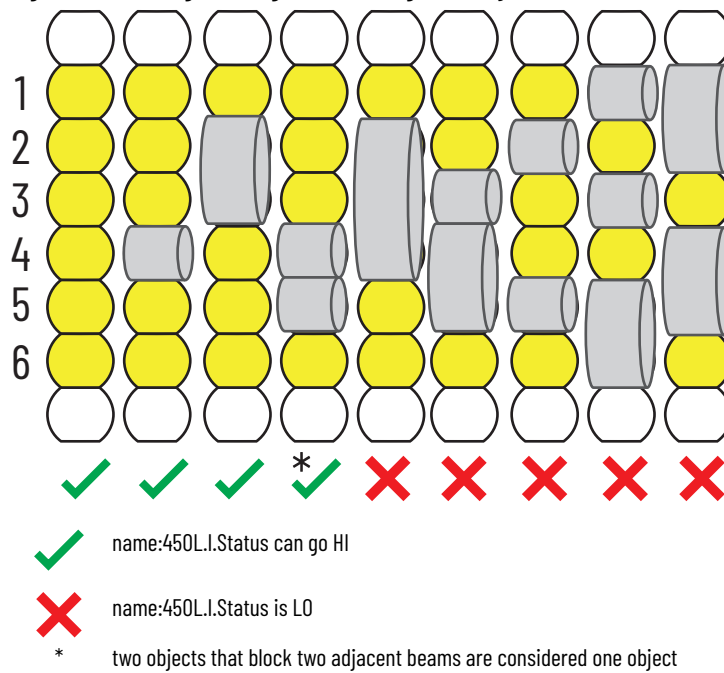 1
2
3
4
5
6
*
name:450L.I.Status can go HI
name:450L.I.Status is LO
* two objects that block two adjacent beams are considered one object